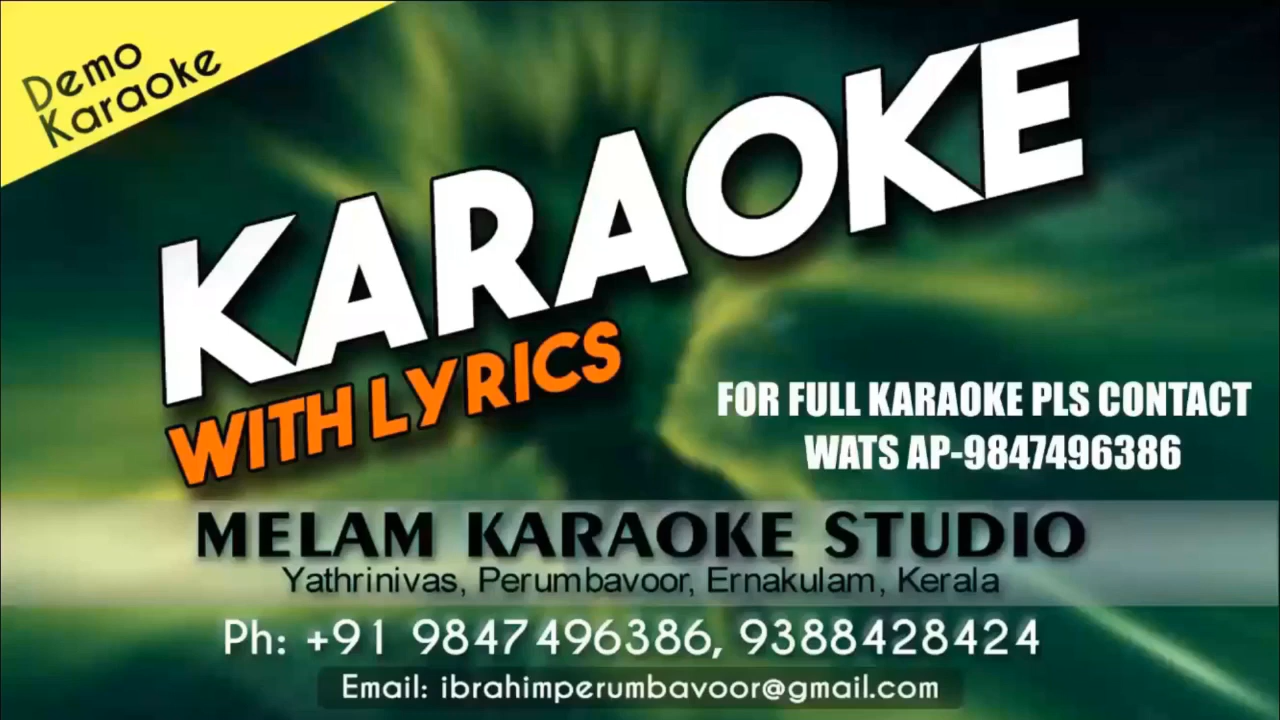 Demo
Karaoke
KARAOKE
WITH LYRICS
FOR FULL KARAOKE PLS CONTACT
WATS AP-9847496386
MELAM KARAOKE STUDIO
Yathrinivas, Perumbavoor, Ernakulam, Kerala
Ph: +91 9847496386, 9388428424
Email: ibrahimperumbavoor@gmail.com